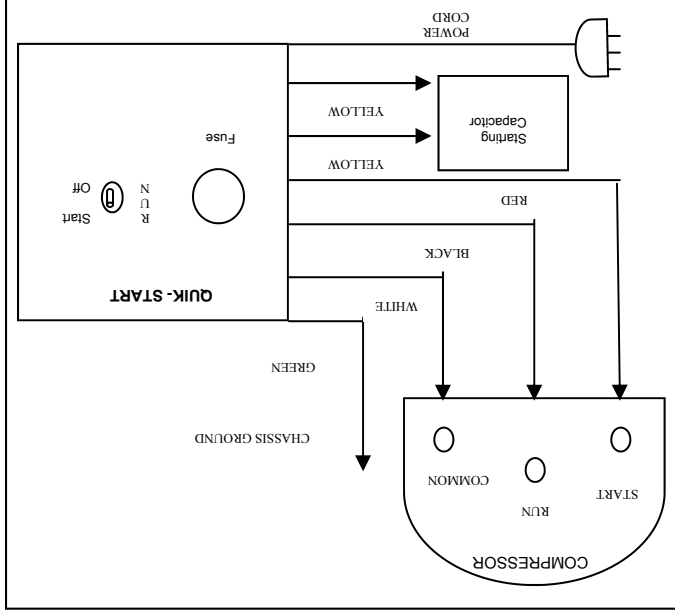 COMPRESSOR
RUN
START
COMMON
CHASSIS GROUND
GREEN
WHITE
QUIK-START
BLACK
RED
R
U
N
Start
Off
YELLOW
Fuse
Starting
Capacitor
YELLOW
POWER
CORD